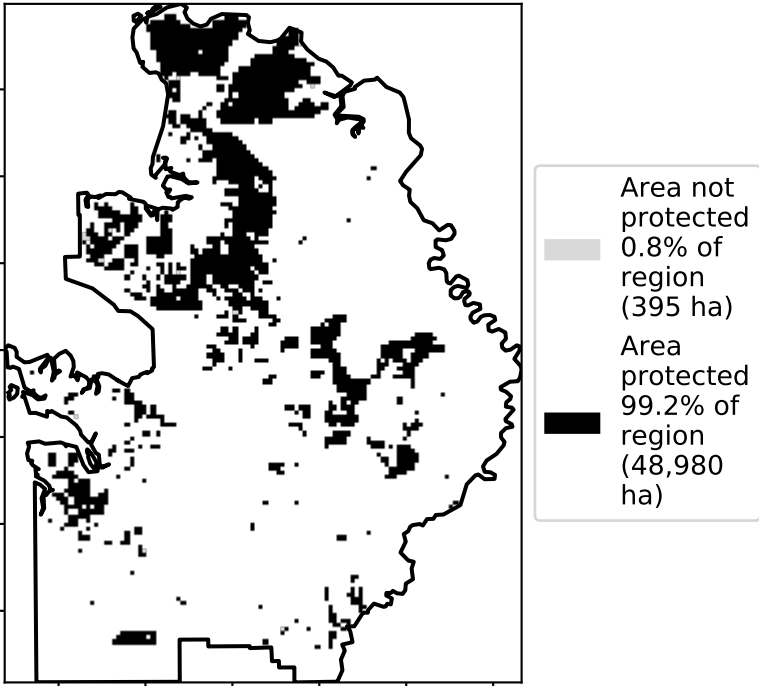 Area not
protected
0.8% of
region
(395 ha)
Area
protected
99.2% of
region
(48,980
ha)